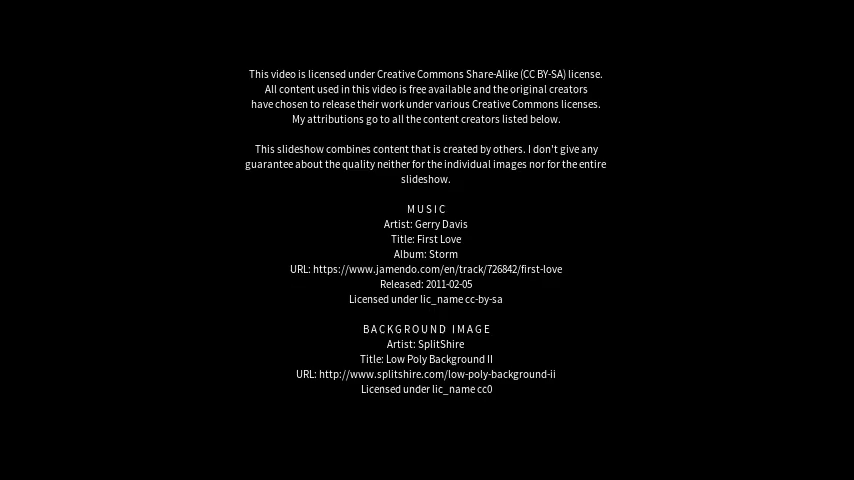 This video is licensed under Creative Commons Share-Alike (CC BY-SA) license.
All content used in this video is free available and the original creators
have chosen to release their work under various Creative Commons licenses.
My attributions go to all the content creators listed below.
This slideshow combines content that is created by others. I don't give any
guarantee about the quality neither for the individual images nor for the entire
slideshow.
MUSIC
Artist: Gerry Davis
Title: First Love
Album: Storm
URL: https://www.jamendo.com/en/track/726842/first-love
Released: 2011-02-05
Licensed under lic_name cc-by-sa
BACKGROUND IMAGE
Artist: SplitShire
Title: Low Poly Background II
URL: http://www.splitshire.com/low-poly-background-ii
Licensed under lic_name cc0